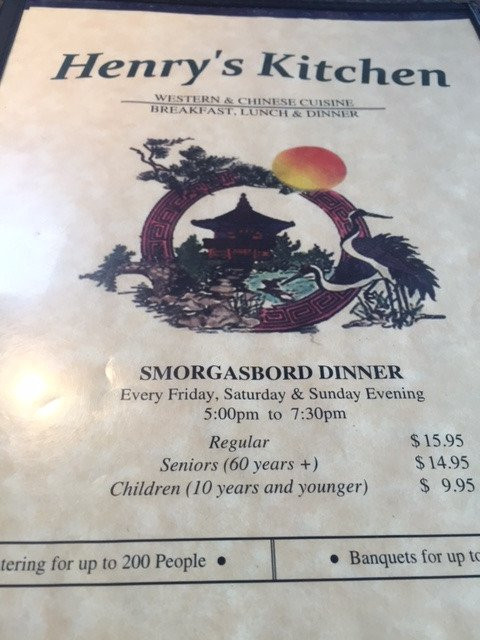 Henry's Kitchen
WESTERN & CHINESE CUISINE
BREAKFAST, LUNCH & DINNER
SMORGASBORD DINNER
Every Friday, Saturday & Sunday Evening
5:00pm to 7:30pm
Regular $15.95
Seniors (60 years +) $14.95
Children (10 years and younger) $ 9.95
tering for up to 200 People • • Banquets for up to